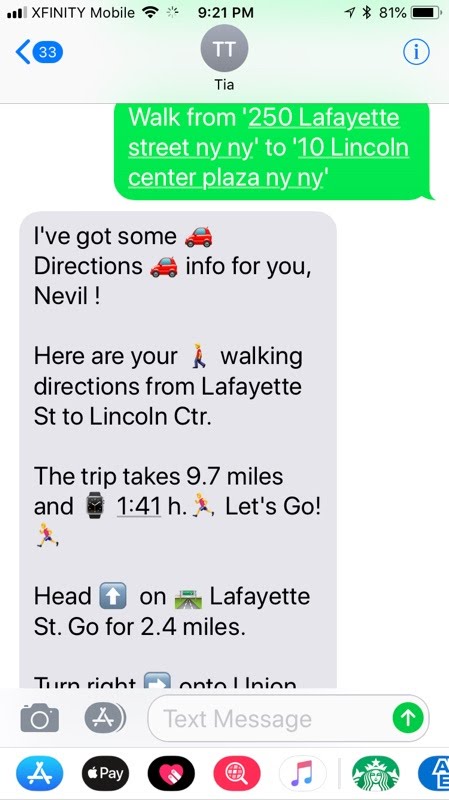 XFINITY Mobile 9:21 PM 81%
33
TT
Tia
Walk from '250 Lafayette
street ny ny' to '10 Lincoln
center plaza ny ny'
I've got some 🚗
Directions 🚗 info for you,
Nevil !
Here are your 🚶 walking
directions from Lafayette
St to Lincoln Ctr.
The trip takes 9.7 miles
and ⌚ 1:41 h.🏃 Let's Go!
🏃
Head ⬆️ on 🛣️ Lafayette
St. Go for 2.4 miles.
Turn right ➡️ onto Union
Text Message
Pay